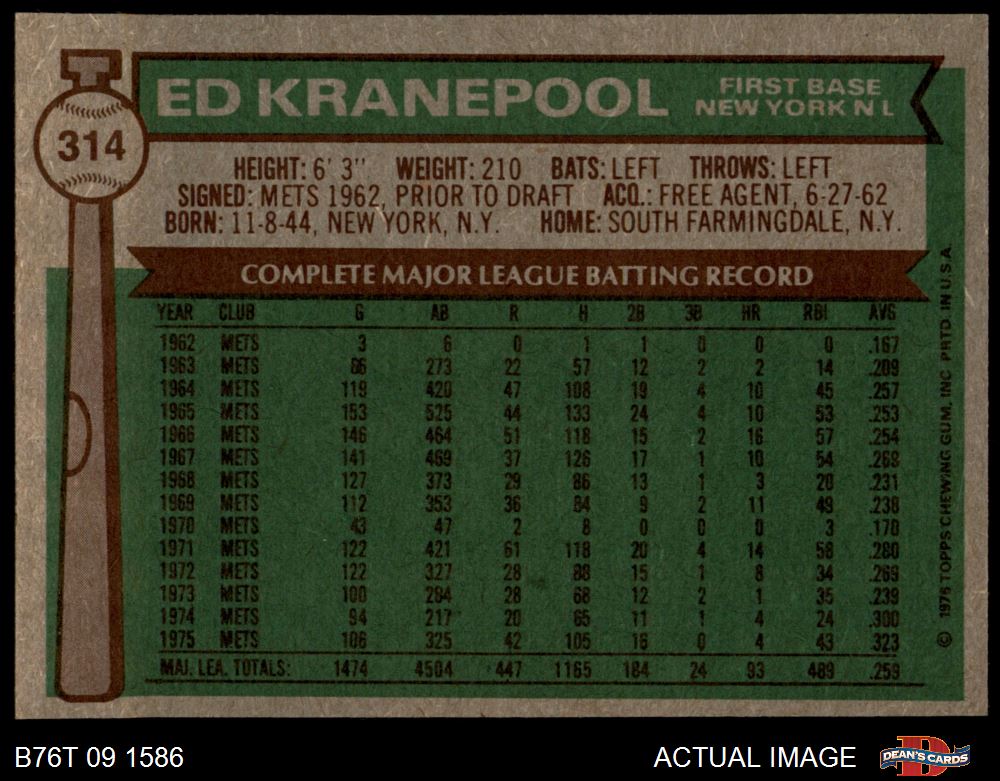 ED KRANEPOOL
FIRST BASE
NEW YORK N L
314
HEIGHT: 6' 3" WEIGHT: 210 BATS: LEFT THROWS: LEFT
SIGNED: METS 1962, PRIOR TO DRAFT ACQ.: FREE AGENT, 6-27-62
BORN: 11-8-44, NEW YORK, N.Y. HOME: SOUTH FARMINGDALE, N.Y.
COMPLETE MAJOR LEAGUE BATTING RECORD
YEAR CLUB G AB R H 2B 3B HR RBI AVG
1962 METS 3 6 0 1 1 0 0 0 .167
1963 METS 86 273 22 57 12 2 2 14 .209
1964 METS 119 420 47 108 19 4 10 45 .257
1965 METS 153 525 44 133 24 4 10 53 .253
1966 METS 146 464 51 118 15 2 16 57 .254
1967 METS 141 469 37 126 17 1 10 54 .269
1968 METS 127 373 29 86 13 1 3 20 .231
1969 METS 112 353 36 84 9 2 11 49 .238
1970 METS 43 47 2 8 0 0 0 3 .170
1971 METS 122 421 61 118 20 4 14 58 .280
1972 METS 122 327 28 88 15 1 8 34 .269
1973 METS 100 284 28 68 12 2 1 35 .239
1974 METS 94 217 20 65 11 1 4 24 .300
1975 METS 106 325 42 105 16 0 4 43 .323
MAJ. LEA. TOTALS: 1474 4504 447 1165 184 24 93 489 .259
© 1976 TOPPS CHEWING GUM, INC PRTD. IN U.S.A.
B76T 09 1586
ACTUAL IMAGE
DEAN'S CARDS